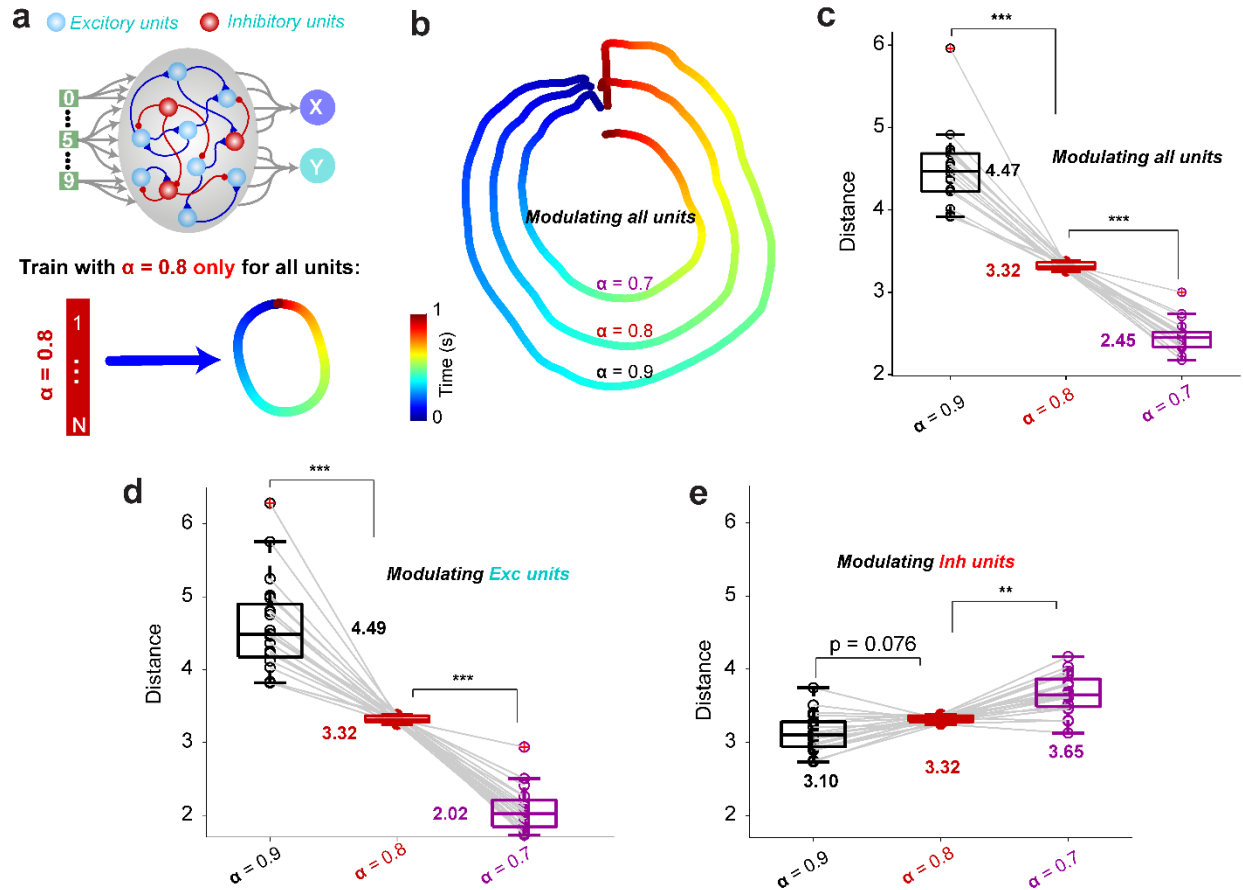 a
Excitory units
Inhibitory units
0
5
9
X
Y
Train with α = 0.8 only for all units:
α = 0.8
1
N
b
Modulating all units
α = 0.7
α = 0.8
α = 0.9
1
Time (s)
0
c
***
Modulating all units
***
Distance
6
5
4
3
2
4.47
3.32
2.45
α = 0.9
α = 0.8
α = 0.7
d
***
Modulating Exc units
***
Distance
6
5
4
3
2
4.49
3.32
2.02
α = 0.9
α = 0.8
α = 0.7
e
Modulating Inh units
**
p = 0.076
Distance
6
5
4
3
2
3.10
3.32
3.65
α = 0.9
α = 0.8
α = 0.7